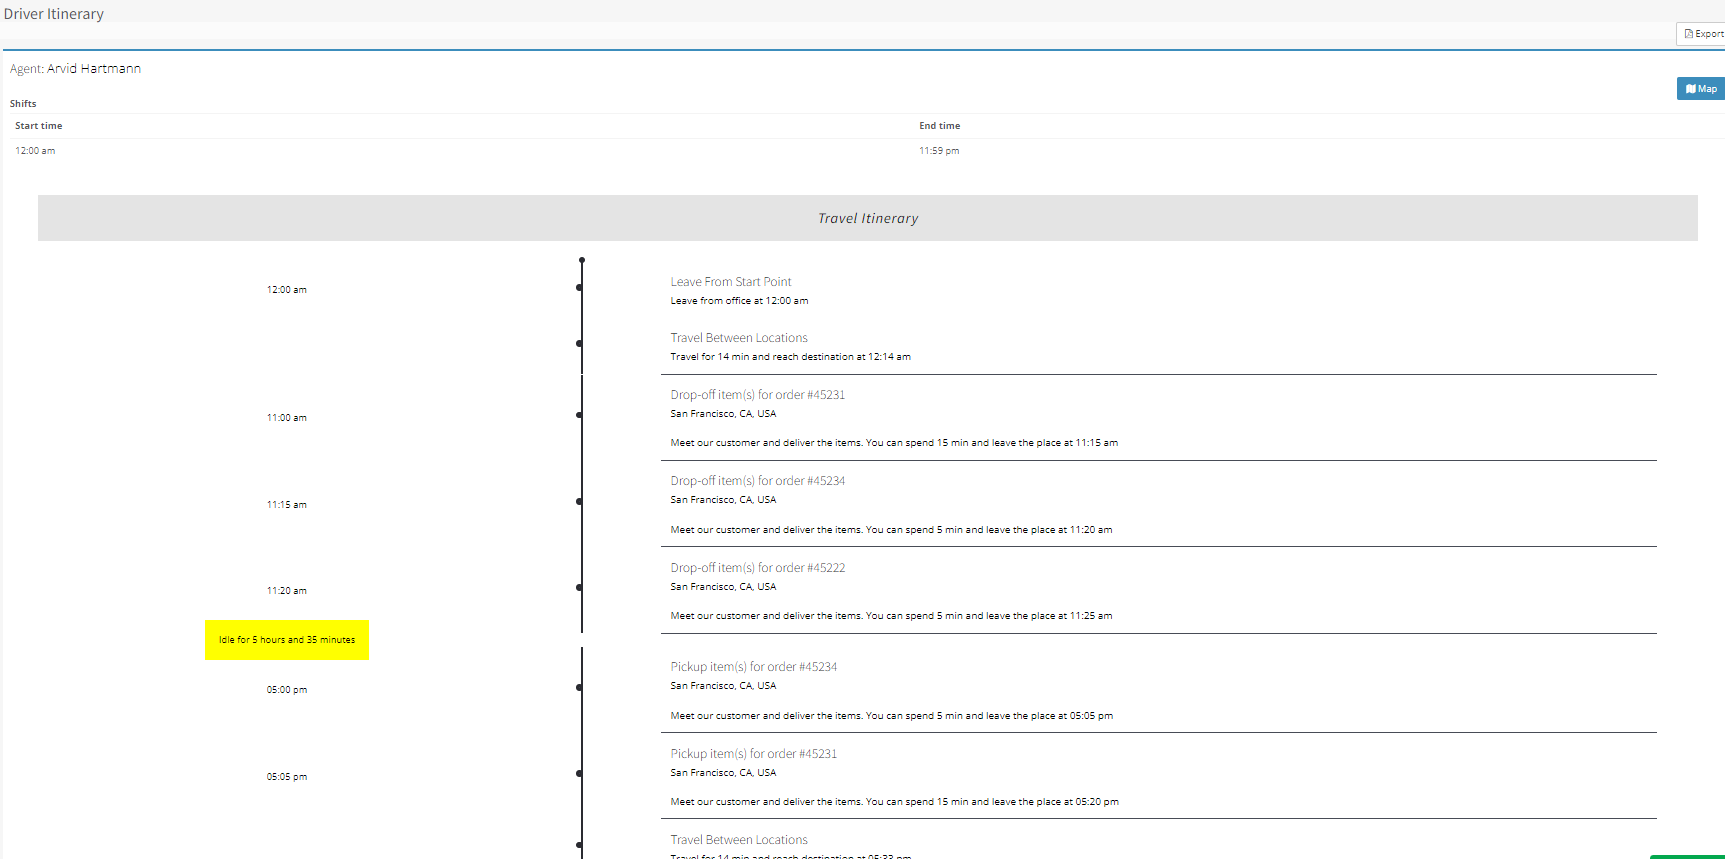 Driver Itinerary
Export
Agent: Arvid Hartmann
Map
Shifts
Start time End time
12:00 am 11:59 pm
Travel Itinerary
12:00 am
Leave From Start Point
Leave from office at 12:00 am
Travel Between Locations
Travel for 14 min and reach destination at 12:14 am
11:00 am
Drop-off item(s) for order #45231
San Francisco, CA, USA
Meet our customer and deliver the items. You can spend 15 min and leave the place at 11:15 am
11:15 am
Drop-off item(s) for order #45234
San Francisco, CA, USA
Meet our customer and deliver the items. You can spend 5 min and leave the place at 11:20 am
11:20 am
Drop-off item(s) for order #45222
San Francisco, CA, USA
Meet our customer and deliver the items. You can spend 5 min and leave the place at 11:25 am
Idle for 5 hours and 35 minutes
05:00 pm
Pickup item(s) for order #45234
San Francisco, CA, USA
Meet our customer and deliver the items. You can spend 5 min and leave the place at 05:05 pm
05:05 pm
Pickup item(s) for order #45231
San Francisco, CA, USA
Meet our customer and deliver the items. You can spend 15 min and leave the place at 05:20 pm
Travel Between Locations
Travel for 14 min and reach destination at 05:33 pm